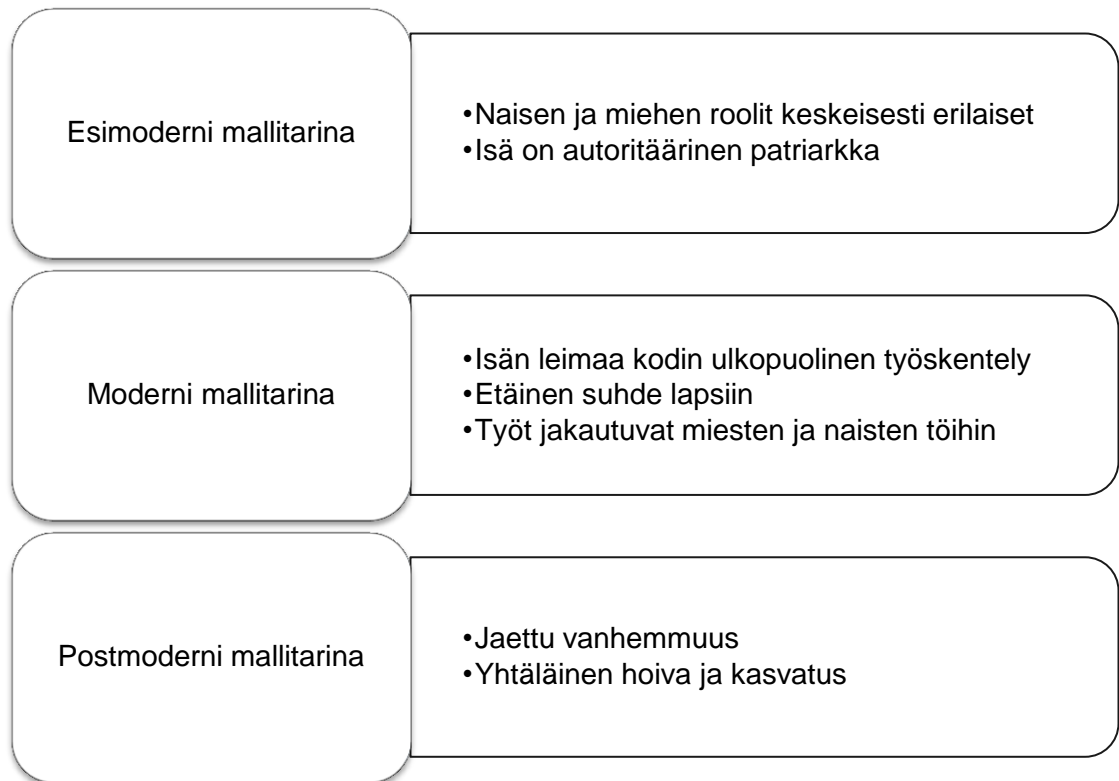 Esimoderni mallitarina
•Naisen ja miehen roolit keskeisesti erilaiset
•Isä on autoritäärinen patriarkka
Moderni mallitarina
•Isän leimaa kodin ulkopuolinen työskentely
•Etäinen suhde lapsiin
•Työt jakautuvat miesten ja naisten töihin
Postmoderni mallitarina
•Jaettu vanhemmuus
•Yhtäläinen hoiva ja kasvatus